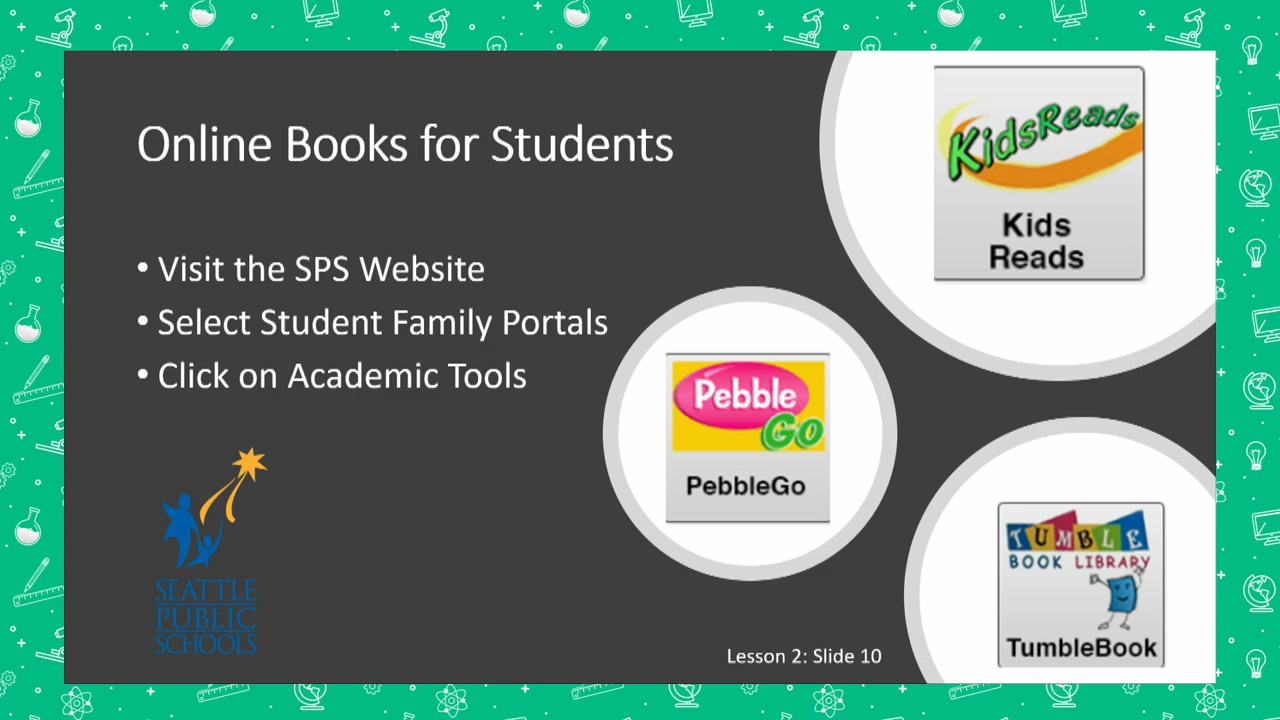 Online Books for Students
• Visit the SPS Website
• Select Student Family Portals
• Click on Academic Tools
KidsReads
Kids
Reads
Pebble
Go
PebbleGo
TUMBLE
BOOK LIBRARY
TumbleBook
SEATTLE
PUBLIC
SCHOOLS
Lesson 2: Slide 10